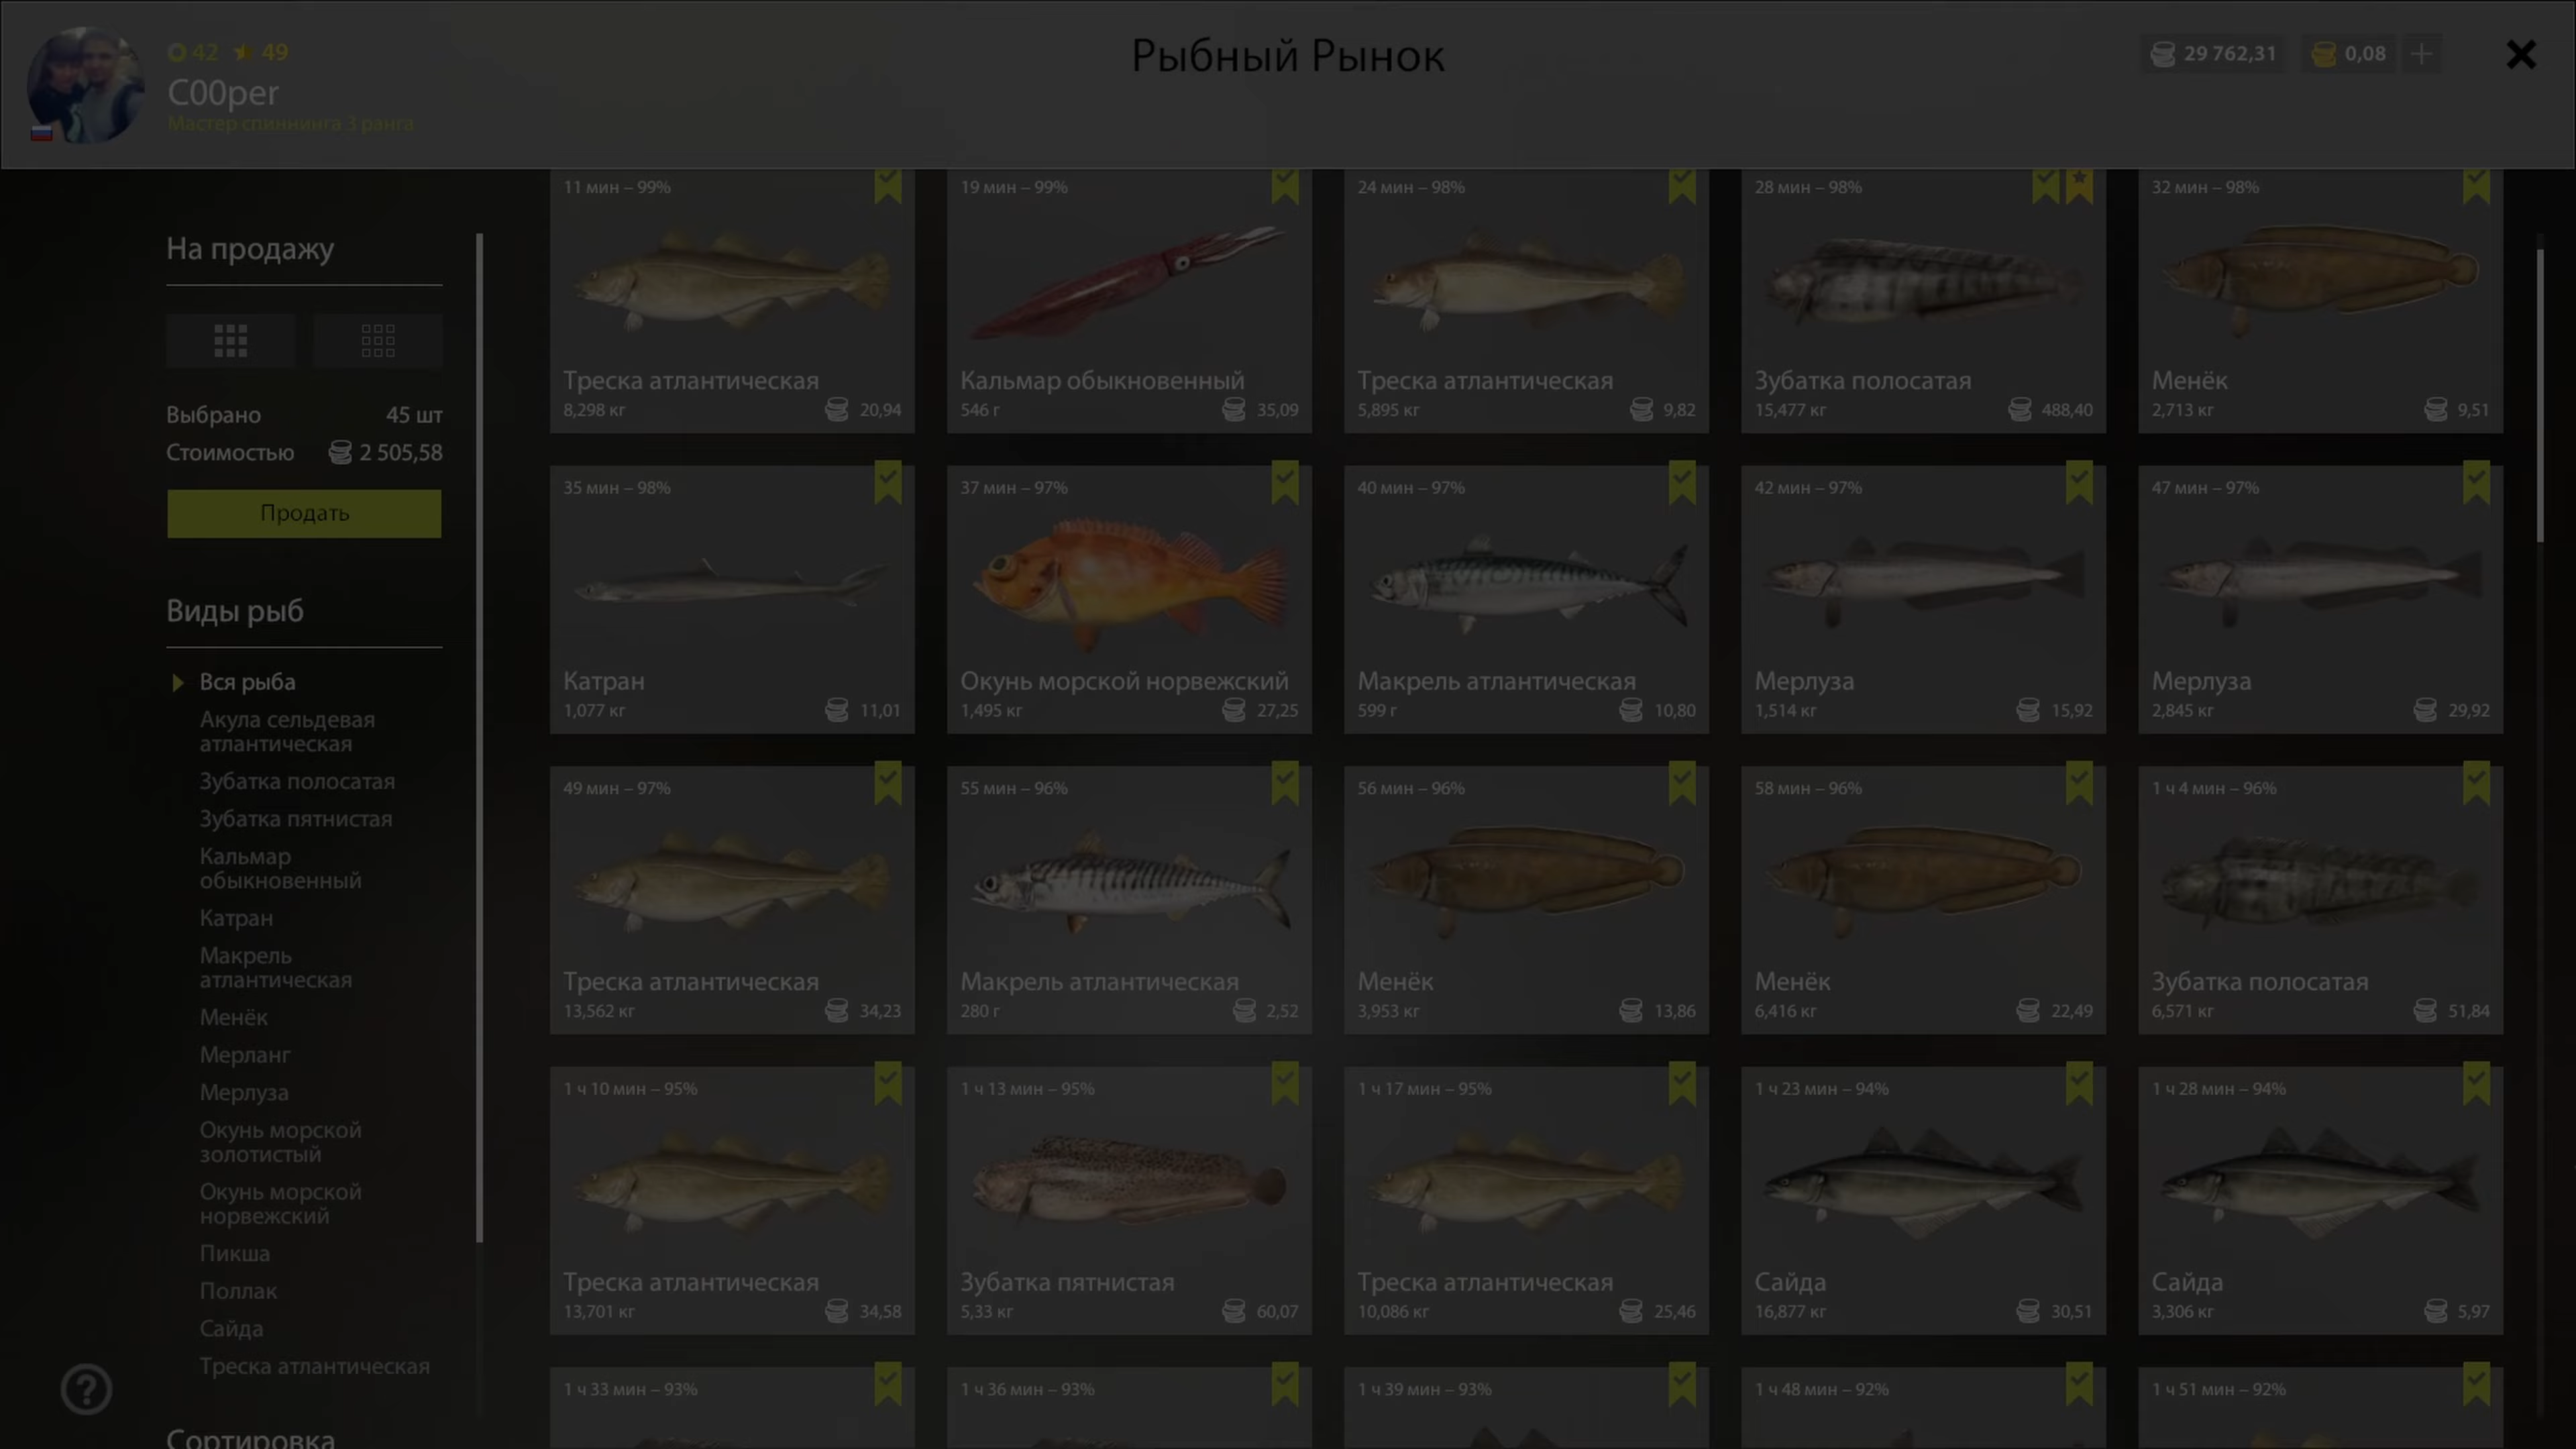 42 49
C00per
Мастер спиннинга 3 ранга
Рыбный Рынок
29 762,31
0,08
На продажу
Выбрано 45 шт
Стоимостью 2 505,58
Продать
Виды рыб
Вся рыба
Акула сельдевая
атлантическая
Зубатка полосатая
Зубатка пятнистая
Кальмар
обыкновенный
Катран
Макрель
атлантическая
Менёк
Мерланг
Мерлуза
Окунь морской
золотистый
Окунь морской
норвежский
Пикша
Поллак
Сайда
Треска атлантическая
Сортировка
11 мин – 99%
Треска атлантическая
8,298 кг 20,94
19 мин – 99%
Кальмар обыкновенный
546 г 35,09
24 мин – 98%
Треска атлантическая
5,895 кг 9,82
28 мин – 98%
Зубатка полосатая
15,477 кг 488,40
32 мин – 98%
Менёк
2,713 кг 9,51
35 мин – 98%
Катран
1,077 кг 11,01
37 мин – 97%
Окунь морской норвежский
1,495 кг 27,25
40 мин – 97%
Макрель атлантическая
599 г 10,80
42 мин – 97%
Мерлуза
1,514 кг 15,92
47 мин – 97%
Мерлуза
2,845 кг 29,92
49 мин – 97%
Треска атлантическая
13,562 кг 34,23
55 мин – 96%
Макрель атлантическая
280 г 2,52
56 мин – 96%
Менёк
3,953 кг 13,86
58 мин – 96%
Менёк
6,416 кг 22,49
1 ч 4 мин – 96%
Зубатка полосатая
6,571 кг 51,84
1 ч 10 мин – 95%
Треска атлантическая
13,701 кг 34,58
1 ч 13 мин – 95%
Зубатка пятнистая
5,33 кг 60,07
1 ч 17 мин – 95%
Треска атлантическая
10,086 кг 25,46
1 ч 23 мин – 94%
Сайда
16,877 кг 30,51
1 ч 28 мин – 94%
Сайда
3,306 кг 5,97
1 ч 33 мин – 93%
1 ч 36 мин – 93%
1 ч 39 мин – 93%
1 ч 48 мин – 92%
1 ч 51 мин – 92%